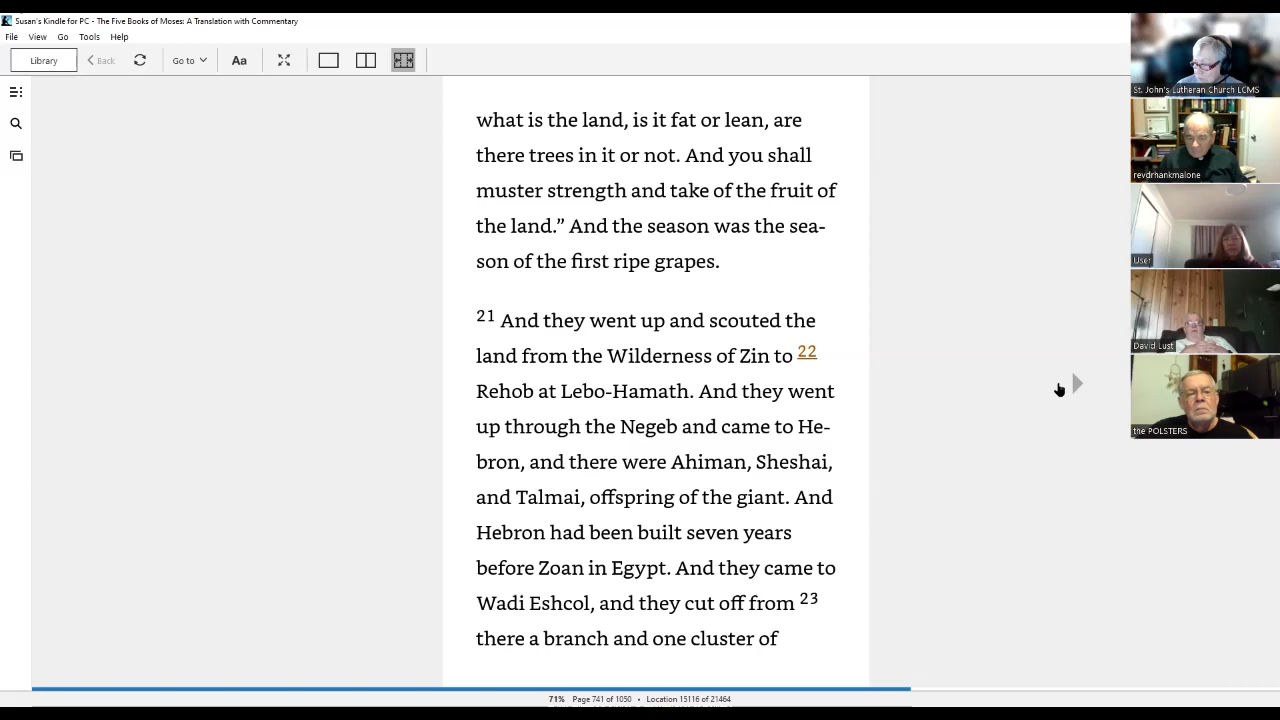 Susan's Kindle for PC - The Five Books of Moses: A Translation with Commentary
File View Go Tools Help
Library Back Go to Aa
what is the land, is it fat or lean, are
there trees in it or not. And you shall
muster strength and take of the fruit of
the land.” And the season was the sea-
son of the first ripe grapes.
21 And they went up and scouted the
land from the Wilderness of Zin to 22
Rehob at Lebo-Hamath. And they went
up through the Negeb and came to He-
bron, and there were Ahiman, Sheshai,
and Talmai, offspring of the giant. And
Hebron had been built seven years
before Zoan in Egypt. And they came to
Wadi Eshcol, and they cut off from 23
there a branch and one cluster of
71% Page 741 of 1050 • Location 15116 of 21464
St. John's Lutheran Church LCMS
revdrhankmalone
User
David Lust
the POLSTERS